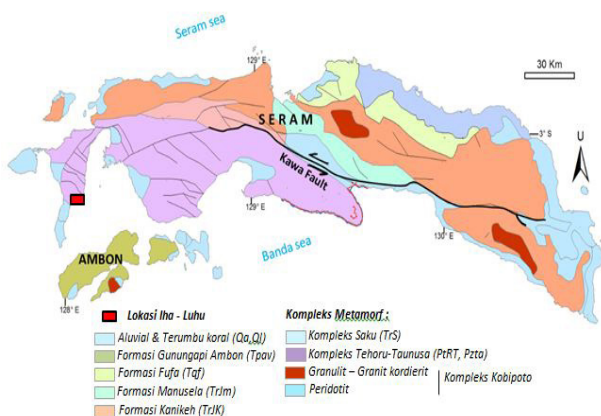 Seram sea
129° E
30 Km
SERAM
3° S
U
Kawa Fault
129° E
Banda sea
130° E
AMBON
128° E
Lokasi Iha - Luhu
Aluvial & Terumbu koral (Qa,Ql)
Formasi Gunungapi Ambon (Tpav)
Formasi Fufa (Tqf)
Formasi Manusela (TrJm)
Formasi Kanikeh (TrJK)
Kompleks Metamorf :
Kompleks Saku (TrS)
Kompleks Tehoru-Taunusa (PtRT, Pzta)
Granulit – Granit kordierit
Peridotit
Kompleks Kobipoto